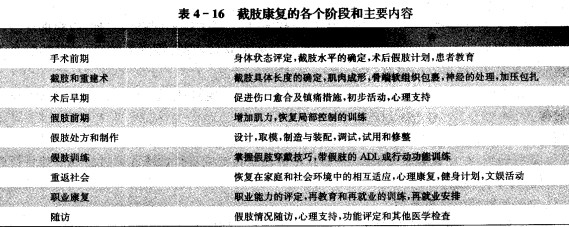 表 4－16 截肢康复的各个阶段和主要内容
手术前期 身体状态评定,截肢水平的确定,术后假肢计划,患者教育
截肢和重建术 截肢具体长度的确定,肌肉成形,骨端软组织包裹,神经的处理,加压包扎
术后早期 促进伤口愈合及镇痛措施,初步活动,心理支持
假肢前期 增加肌力,恢复局部控制的训练
假肢处方和制作 设计,取模,制造与装配,调试,试用和修整
假肢训练 掌握假肢穿戴技巧,带假肢的 ADL 或行动功能训练
重返社会 恢复在家庭和社会环境中的相互适应,心理康复,健身计划,文娱活动
职业康复 职业能力的评定,再教育和再就业的训练,再就业安排
随访 假肢情况随访,心理支持,功能评定和其他医学检查